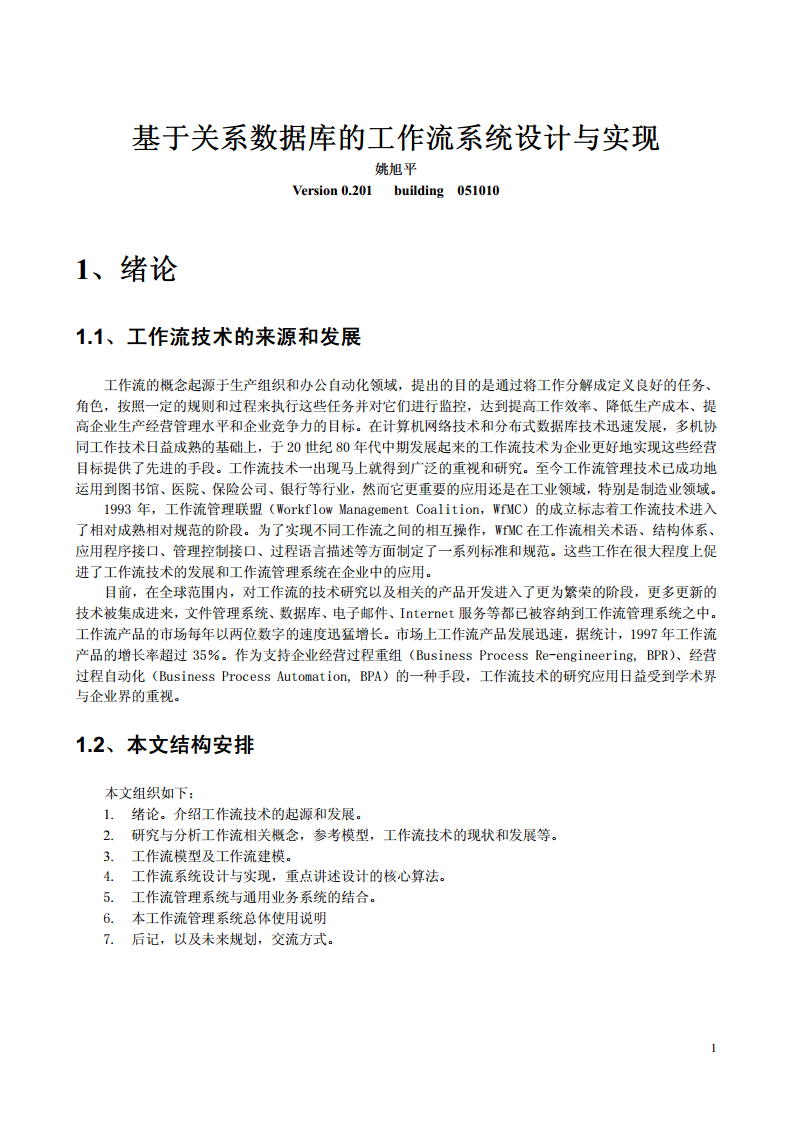 基于关系数据库的工作流系统设计与实现
姚旭平
Version 0.201 building 051010
1、绪论
1.1、工作流技术的来源和发展
工作流的概念起源于生产组织和办公自动化领域，提出的目的是通过将工作分解成定义良好的任务、
角色，按照一定的规则和过程来执行这些任务并对它们进行监控，达到提高工作效率、降低生产成本、提
高企业生产经营管理水平和企业竞争力的目标。在计算机网络技术和分布式数据库技术迅速发展，多机协
同工作技术日益成熟的基础上，于 20 世纪 80 年代中期发展起来的工作流技术为企业更好地实现这些经营
目标提供了先进的手段。工作流技术一出现马上就得到广泛的重视和研究。至今工作流管理技术已成功地
运用到图书馆、医院、保险公司、银行等行业，然而它更重要的应用还是在工业领域，特别是制造业领域。
1993 年，工作流管理联盟（Workflow Management Coalition，WfMC）的成立标志着工作流技术进入
了相对成熟相对规范的阶段。为了实现不同工作流之间的相互操作，WfMC 在工作流相关术语、结构体系、
应用程序接口、管理控制接口、过程语言描述等方面制定了一系列标准和规范。这些工作在很大程度上促
进了工作流技术的发展和工作流管理系统在企业中的应用。
目前，在全球范围内，对工作流的技术研究以及相关的产品开发进入了更为繁荣的阶段，更多更新的
技术被集成进来，文件管理系统、数据库、电子邮件、Internet 服务等都已被容纳到工作流管理系统之中。
工作流产品的市场每年以两位数字的速度迅猛增长。市场上工作流产品发展迅速，据统计，1997 年工作流
产品的增长率超过 35％。作为支持企业经营过程重组（Business Process Re-engineering, BPR）、经营
过程自动化（Business Process Automation, BPA）的一种手段，工作流技术的研究应用日益受到学术界
与企业界的重视。
1.2、本文结构安排
本文组织如下：
1. 绪论。介绍工作流技术的起源和发展。
2. 研究与分析工作流相关概念，参考模型，工作流技术的现状和发展等。
3. 工作流模型及工作流建模。
4. 工作流系统设计与实现，重点讲述设计的核心算法。
5. 工作流管理系统与通用业务系统的结合。
6. 本工作流管理系统总体使用说明
7. 后记，以及未来规划，交流方式。
1